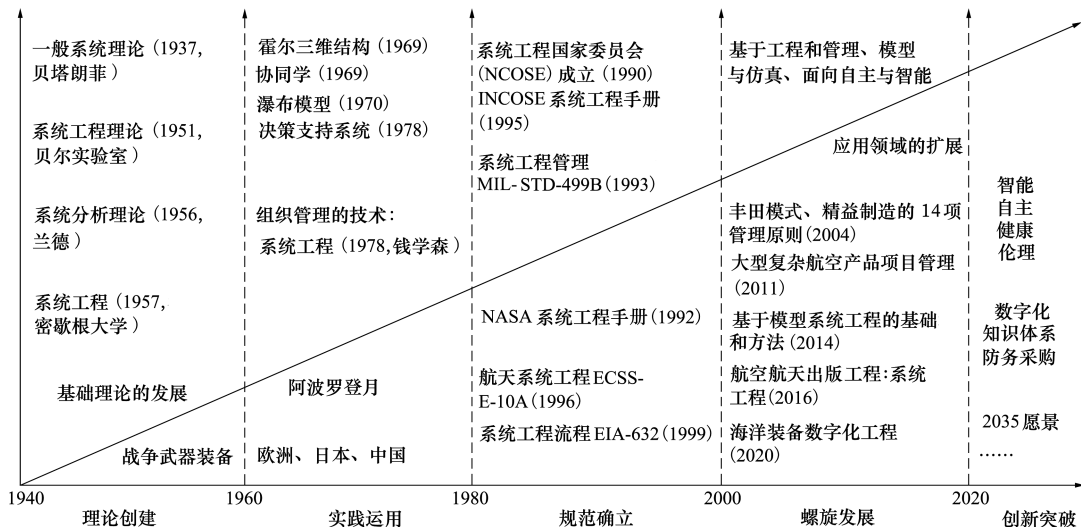 一般系统理论(1937,
贝塔朗菲)
系统工程理论(1951,
贝尔实验室)
系统分析理论(1956,
兰德)
系统工程(1957,
密歇根大学)
基础理论的发展
战争武器装备
霍尔三维结构(1969)
协同学(1969)
瀑布模型(1970)
决策支持系统(1978)
组织管理的技术:
系统工程(1978,钱学森)
阿波罗登月
欧洲、日本、中国
系统工程国家委员会
(NCOSE)成立(1990)
INCOSE系统工程手册
(1995)
系统工程管理
MIL-STD-499B(1993)
NASA系统工程手册(1992)
航天系统工程ECSS-
E-10A(1996)
系统工程流程EIA-632(1999)
基于工程和管理、模型
与仿真、面向自主与智能
应用领域的扩展
丰田模式、精益制造的14项
管理原则(2004)
大型复杂航空产品项目管理
(2011)
基于模型系统工程的基础
和方法(2014)
航空航天出版工程:系统
工程(2016)
海洋装备数字化工程
(2020)
智能
自主
健康
伦理
数字化
知识体系
防务采购
2035愿景
……
1940
1960
1980
2000
2020
理论创建
实践运用
规范确立
螺旋发展
创新突破